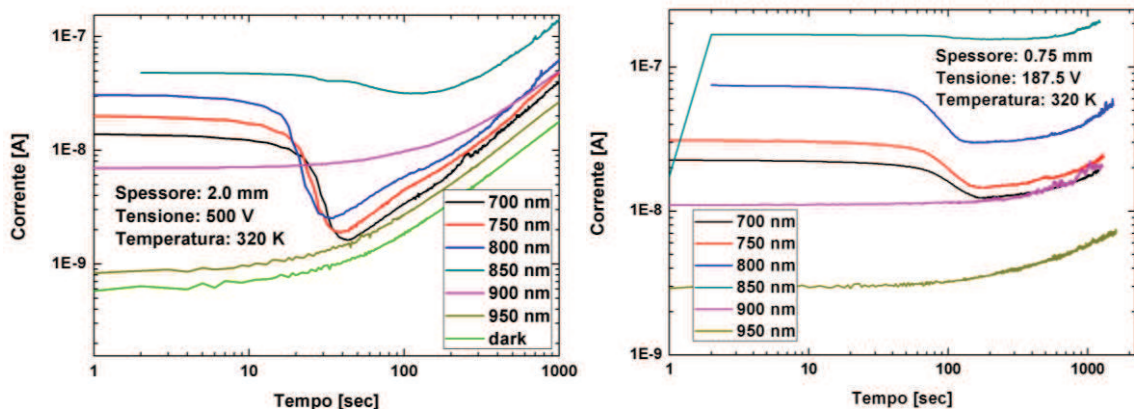 1E-7
1E-8
1E-9
Corrente [A]
Spessore: 2.0 mm
Tensione: 500 V
Temperatura: 320 K
700 nm
750 nm
800 nm
850 nm
900 nm
950 nm
dark
1 10 100 1000
Tempo [sec]
1E-7
1E-8
1E-9
Corrente [A]
Spessore: 0.75 mm
Tensione: 187.5 V
Temperatura: 320 K
700 nm
750 nm
800 nm
850 nm
900 nm
950 nm
1 10 100 1000
Tempo [sec]